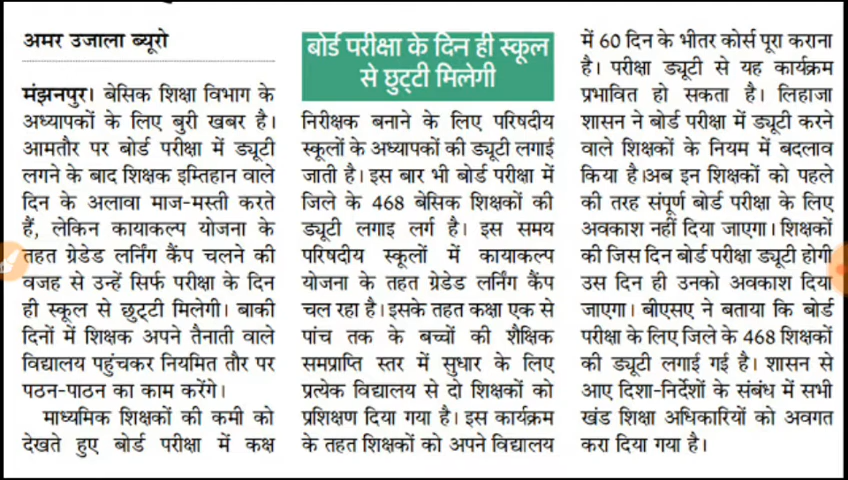 अमर उजाला ब्यूरो
मंझनपुर। बेसिक शिक्षा विभाग के
अध्यापकों के लिए बुरी खबर है।
आमतौर पर बोर्ड परीक्षा में ड्यूटी
लगने के बाद शिक्षक इम्तिहान वाले
दिन के अलावा माज-मस्ती करते
हैं, लेकिन कायाकल्प योजना के
तहत ग्रेडेड लर्निंग कैंप चलने की
वजह से उन्हें सिर्फ परीक्षा के दिन
ही स्कूल से छुट्टी मिलेगी। बाकी
दिनों में शिक्षक अपने तैनाती वाले
विद्यालय पहुंचकर नियमित तौर पर
पठन-पाठन का काम करेंगे।
माध्यमिक शिक्षकों की कमी को
देखते हुए बोर्ड परीक्षा में कक्ष
बोर्ड परीक्षा के दिन ही स्कूल
से छुट्टी मिलेगी
निरीक्षक बनाने के लिए परिषदीय
स्कूलों के अध्यापकों की ड्यूटी लगाई
जाती है। इस बार भी बोर्ड परीक्षा में
जिले के 468 बेसिक शिक्षकों की
ड्यूटी लगाइ लर्ग है। इस समय
परिषदीय स्कूलों में कायाकल्प
योजना के तहत ग्रेडेड लर्निंग कैंप
चल रहा है। इसके तहत कक्षा एक से
पांच तक के बच्चों की शैक्षिक
समप्राप्ति स्तर में सुधार के लिए
प्रत्येक विद्यालय से दो शिक्षकों को
प्रशिक्षण दिया गया है। इस कार्यक्रम
के तहत शिक्षकों को अपने विद्यालय
में 60 दिन के भीतर कोर्स पूरा कराना
है। परीक्षा ड्यूटी से यह कार्यक्रम
प्रभावित हो सकता है। लिहाजा
शासन ने बोर्ड परीक्षा में ड्यूटी करने
वाले शिक्षकों के नियम में बदलाव
किया है।अब इन शिक्षकों को पहले
की तरह संपूर्ण बोर्ड परीक्षा के लिए
अवकाश नहीं दिया जाएगा। शिक्षकों
की जिस दिन बोर्ड परीक्षा ड्यूटी होगी
उस दिन ही उनको अवकाश दिया
जाएगा। बीएसए ने बताया कि बोर्ड
परीक्षा के लिए जिले के 468 शिक्षकों
की ड्यूटी लगाई गई है। शासन से
आए दिशा-निर्देशों के संबंध में सभी
खंड शिक्षा अधिकारियों को अवगत
करा दिया गया है।